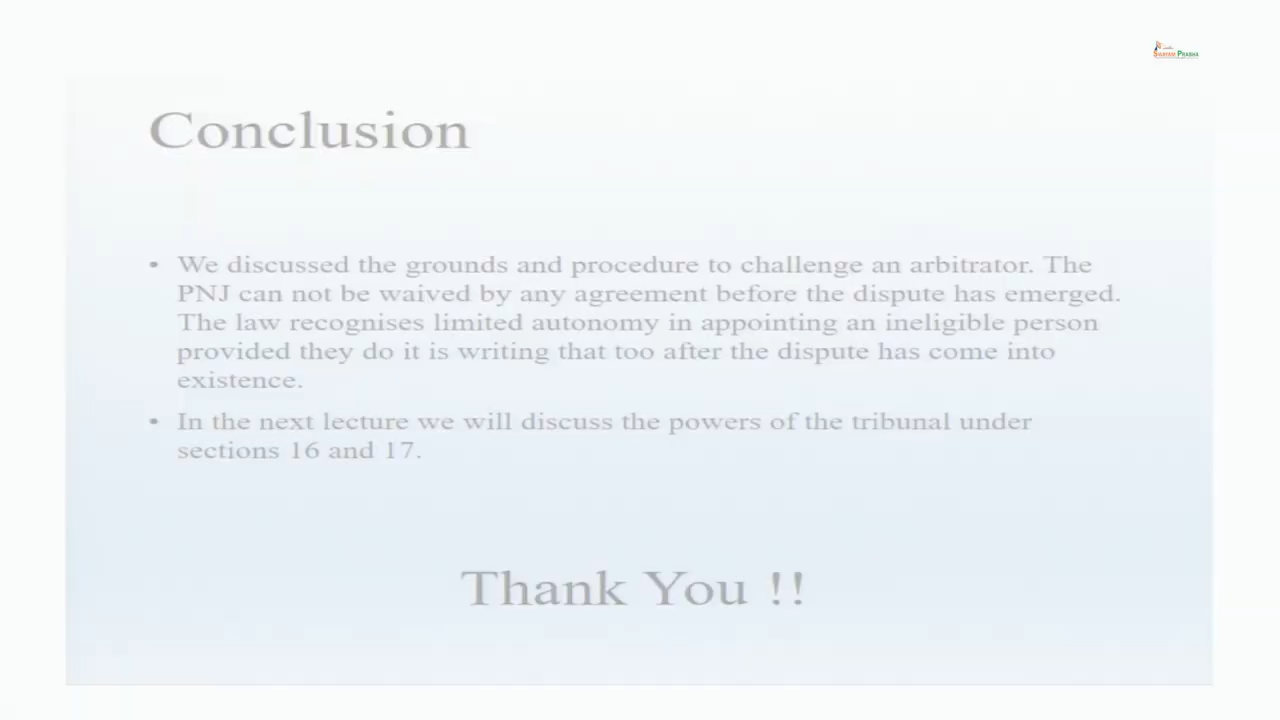 SWAYAM PRABHA
Conclusion
• We discussed the grounds and procedure to challenge an arbitrator. The
PNJ can not be waived by any agreement before the dispute has emerged.
The law recognises limited autonomy in appointing an ineligible person
provided they do it is writing that too after the dispute has come into
existence.
• In the next lecture we will discuss the powers of the tribunal under
sections 16 and 17.
Thank You !!